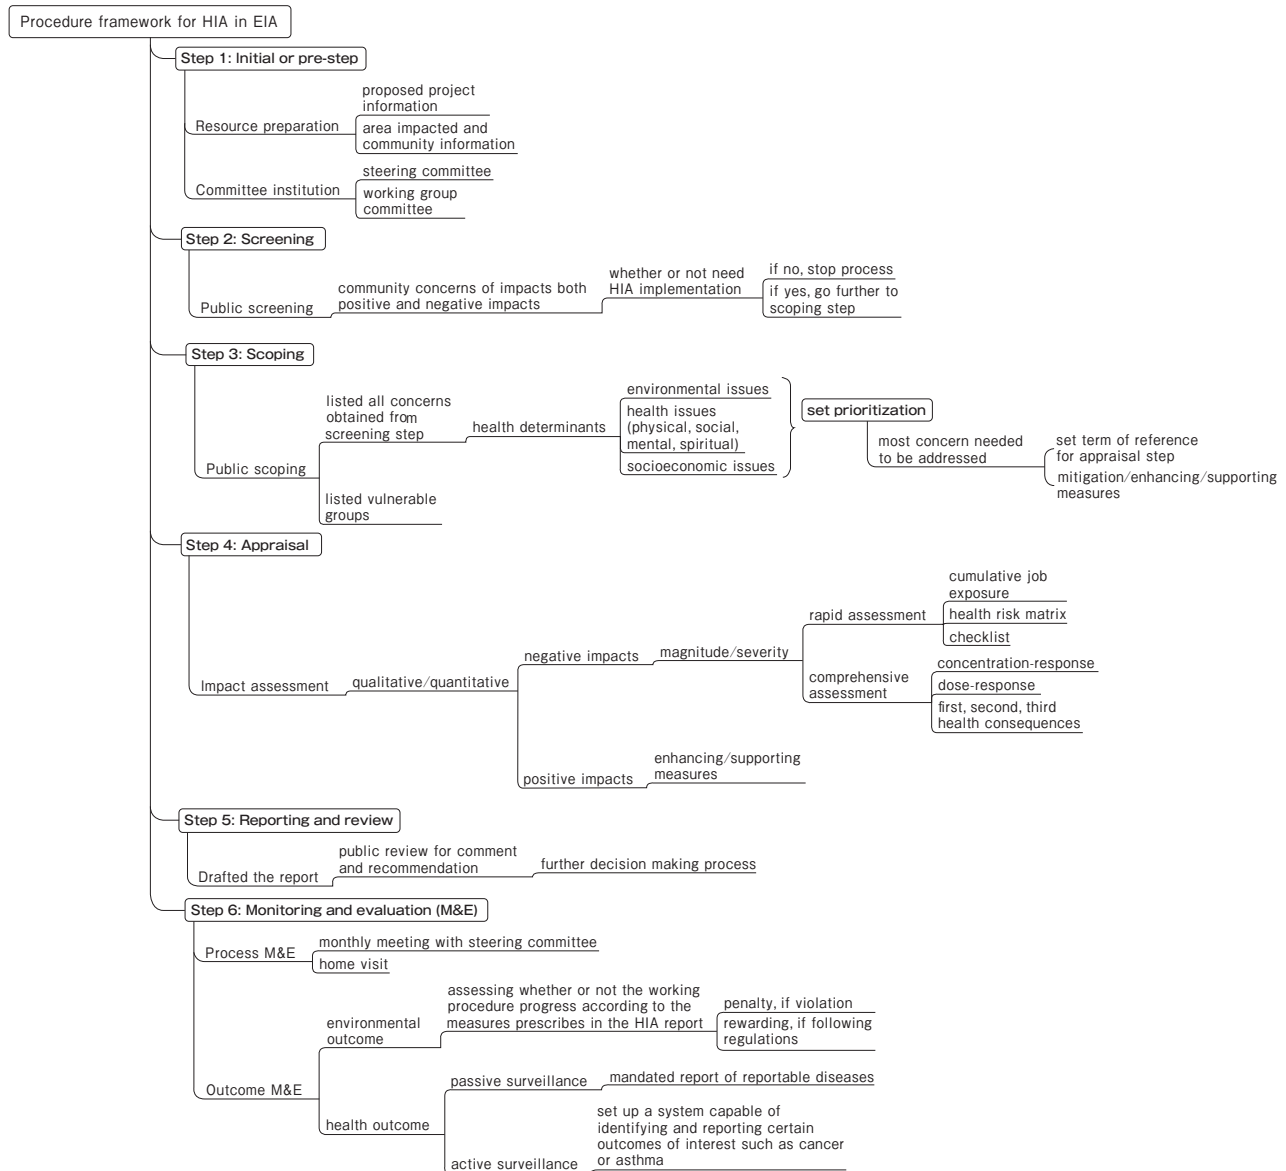 Procedure framework for HIA in EIA
Step 1: Initial or pre-step
Resource preparation
proposed project
information
area impacted and
community information
Committee institution
steering committee
working group
committee
Step 2: Screening
Public screening
community concerns of impacts both
positive and negative impacts
whether or not need
HIA implementation
if no, stop process
if yes, go further to
scoping step
Step 3: Scoping
Public scoping
listed all concerns
obtained from
screening step
health determinants
environmental issues
health issues
(physical, social,
mental, spiritual)
socioeconomic issues
set prioritization
most concern needed
to be addressed
set term of reference
for appraisal step
mitigation/enhancing/supporting
measures
listed vulnerable
groups
Step 4: Appraisal
Impact assessment
qualitative/quantitative
negative impacts
magnitude/severity
rapid assessment
cumulative job
exposure
health risk matrix
checklist
comprehensive
assessment
concentration-response
dose-response
first, second, third
health consequences
positive impacts
enhancing/supporting
measures
Step 5: Reporting and review
Drafted the report
public review for comment
and recommendation
further decision making process
Step 6: Monitoring and evaluation (M&E)
Process M&E
monthly meeting with steering committee
home visit
Outcome M&E
environmental
outcome
assessing whether or not the working
procedure progress according to the
measures prescribes in the HIA report
penalty, if violation
rewarding, if following
regulations
health outcome
passive surveillance
mandated report of reportable diseases
active surveillance
set up a system capable of
identifying and reporting certain
outcomes of interest such as cancer
or asthma